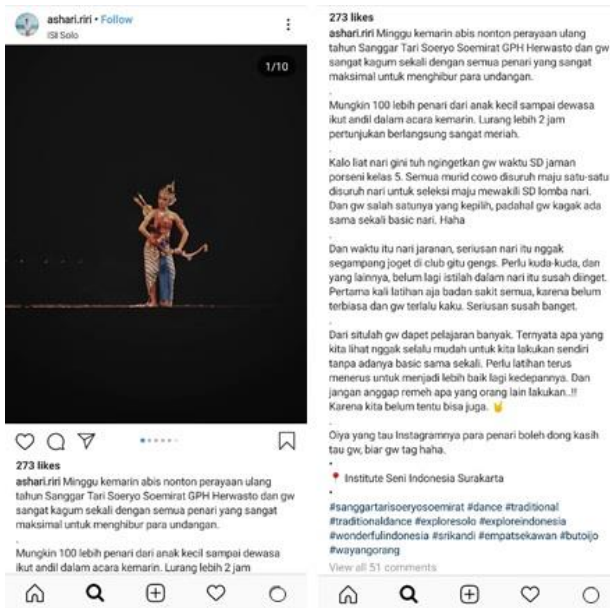 ashari.riri • Follow
ISI Solo
1/10
273 likes
ashari.riri Minggu kemarin abis nonton perayaan ulang
tahun Sanggar Tari Soeryo Soemirat GPH Herwasto dan gw
sangat kagum sekali dengan semua penari yang sangat
maksimal untuk menghibur para undangan.
.
Mungkin 100 lebih penari dari anak kecil sampai dewasa
ikut andil dalam acara kemarin. Lurang lebih 2 jam
273 likes
ashari.riri Minggu kemarin abis nonton perayaan ulang
tahun Sanggar Tari Soeryo Soemirat GPH Herwasto dan gw
sangat kagum sekali dengan semua penari yang sangat
maksimal untuk menghibur para undangan.
.
Mungkin 100 lebih penari dari anak kecil sampai dewasa
ikut andil dalam acara kemarin. Lurang lebih 2 jam
pertunjukan berlangsung sangat meriah.
.
Kalo liat nari gini tuh ngingetkan gw waktu SD jaman
porseni kelas 5. Semua murid cowo disuruh maju satu-satu
disuruh nari untuk seleksi maju mewakili SD lomba nari.
Dan gw salah satunya yang kepilih, padahal gw kagak ada
sama sekali basic nari. Haha
.
Dan waktu itu nari jaranan, seriusan nari itu nggak
segampang joget di club gitu gengs. Perlu kuda-kuda, dan
yang lainnya, belum lagi istilah dalam nari itu susah diinget.
Pertama kali latihan aja badan sakit semua, karena belum
terbiasa dan gw terlalu kaku. Seriusan susah banget.
.
Dari situlah gw dapet pelajaran banyak. Ternyata apa yang
kita lihat nggak selalu mudah untuk kita lakukan sendiri
tanpa adanya basic sama sekali. Perlu latihan terus
menerus untuk menjadi lebih baik lagi kedepannya. Dan
jangan anggap remeh apa yang orang lain lakukan..!!
Karena kita belum tentu bisa juga. 🤘
.
Oiya yang tau Instagramnya para penari boleh dong kasih
tau gw, biar gw tag haha.
•
📍 Institute Seni Indonesia Surakarta
•
#sanggartarisoeryosoemirat #dance #traditional
#traditionaldance #exploresolo #exploreindonesia
#wonderfulindonesia #srikandi #empatsekawan #butoijo
#wayangorang
View all 51 comments